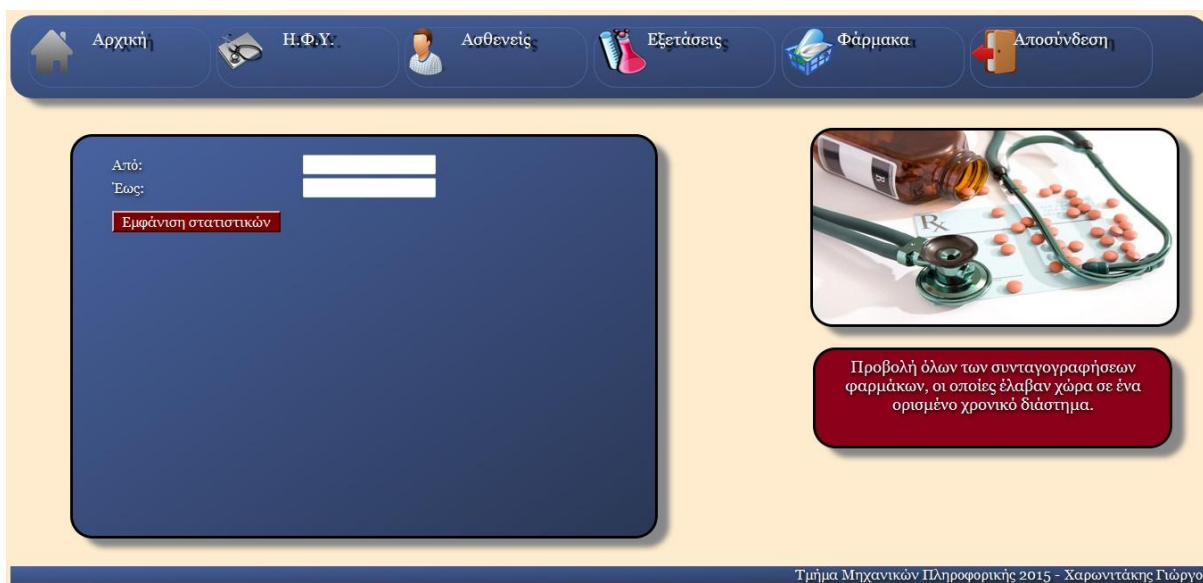 Αρχική
Η.Φ.Υ.
Ασθενείς
Εξετάσεις
Φάρμακα
Αποσύνδεση
Από:
Έως:
Εμφάνιση στατιστικών
Rx
Προβολή όλων των συνταγογραφήσεων
φαρμάκων, οι οποίες έλαβαν χώρα σε ένα
ορισμένο χρονικό διάστημα.
Τμήμα Μηχανικών Πληροφορικής 2015 - Χαρωνιτάκης Γιώργο